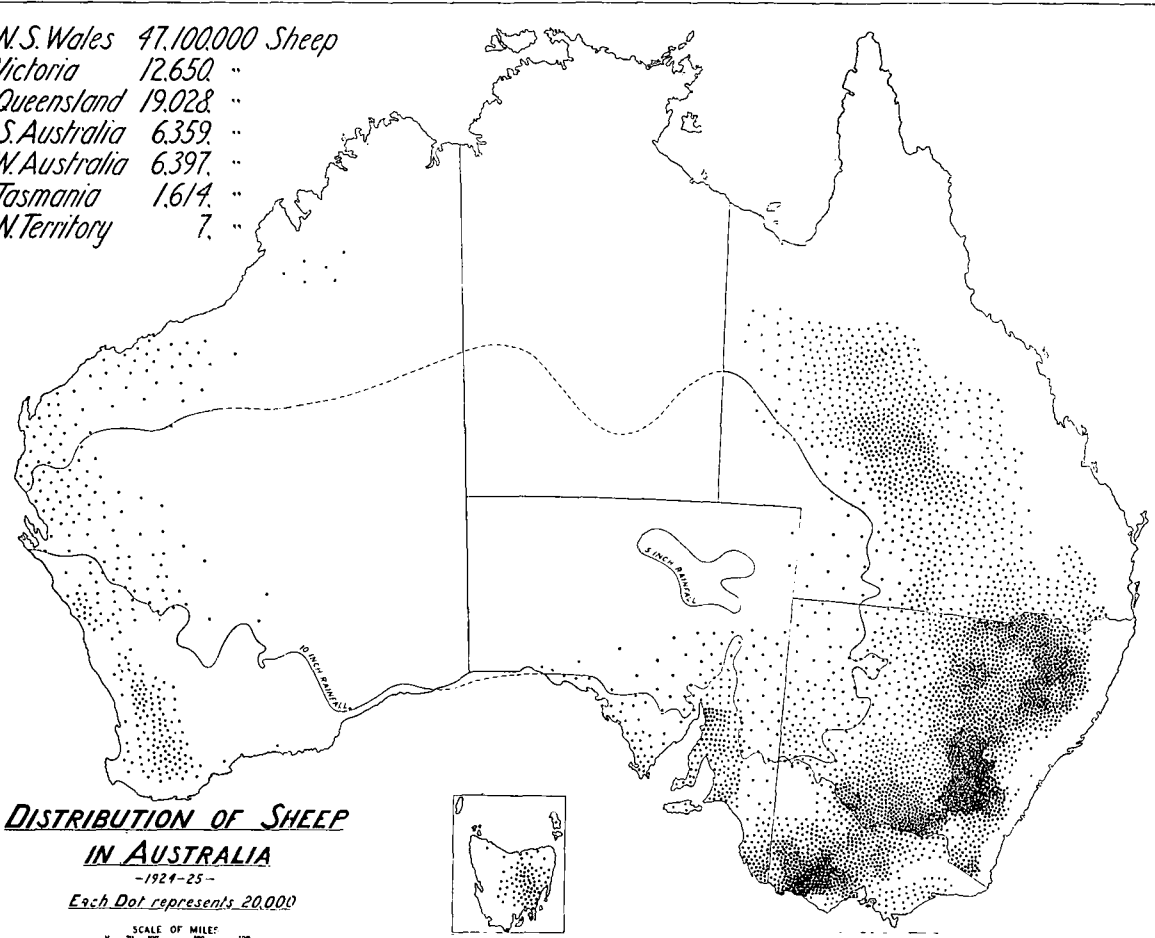 N.S. Wales 47,100,000 Sheep
Victoria 12,650, "
Queensland 19,028, "
S. Australia 6,359, "
W. Australia 6,397, "
Tasmania 1,614, "
N. Territory 7, "
5 INCH RAINFALL
10 INCH RAINFALL
DISTRIBUTION OF SHEEP
IN AUSTRALIA
-1924-25-
Each Dot represents 20,000
SCALE OF MILES